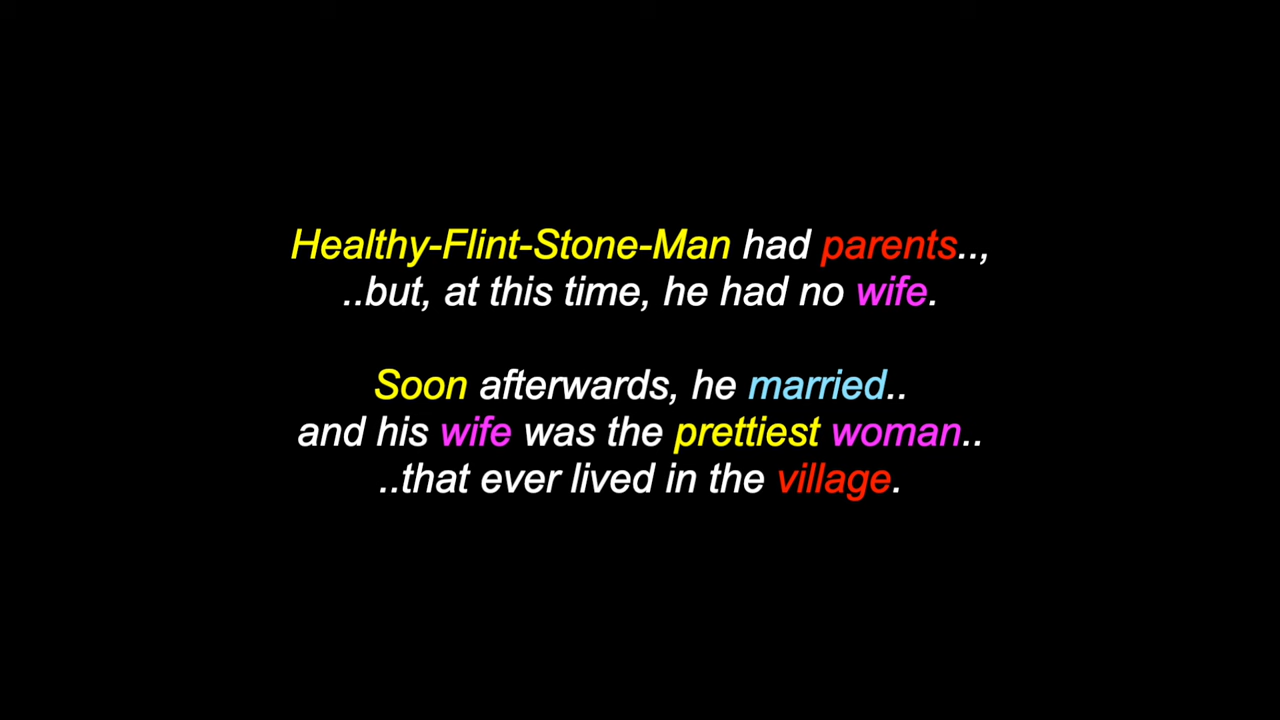 Healthy-Flint-Stone-Man had parents..,
..but, at this time, he had no wife.
Soon afterwards, he married..
and his wife was the prettiest woman..
..that ever lived in the village.